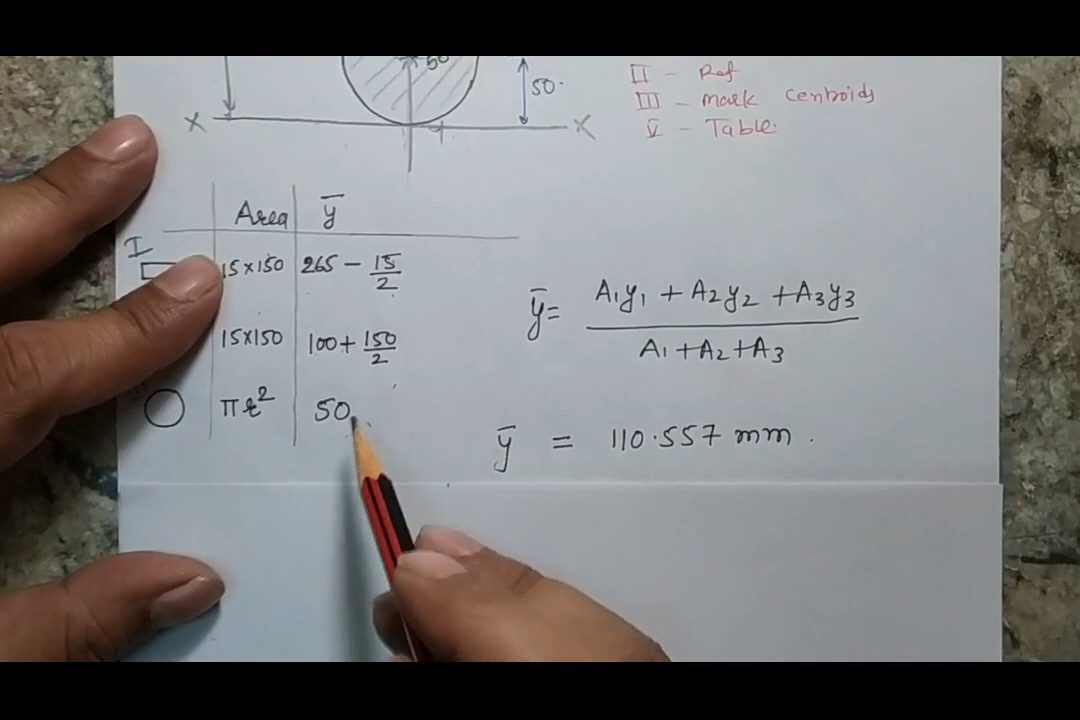 50
50.
II - Ref
III - mark centroids
V - Table.
X X
Area y̅
I 15×150 265 - 15/2
15×150 100 + 150/2
πr² 50
y̅ = A₁y₁ + A₂y₂ + A₃y₃ / A₁ + A₂ + A₃
y̅ = 110.557 mm.